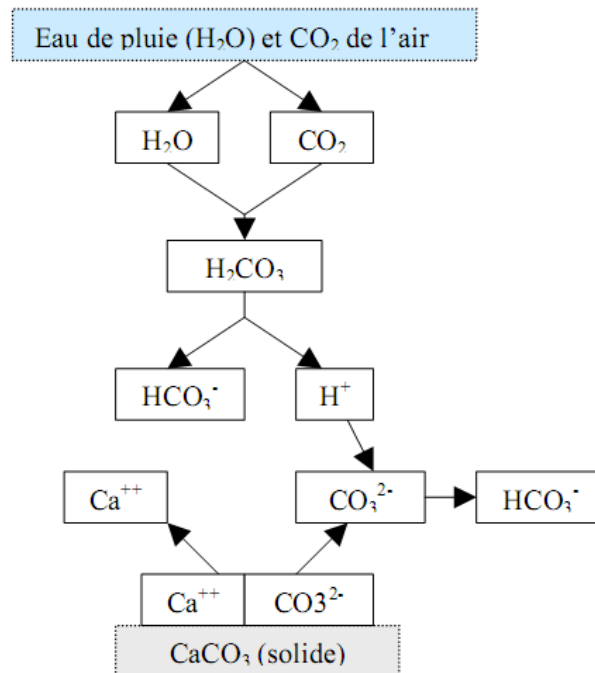 Eau de pluie (H₂O) et CO₂ de l'air
H₂O CO₂
H₂CO₃
HCO₃⁻ H⁺
Ca⁺⁺ CO₃²⁻ HCO₃⁻
Ca⁺⁺ CO3²⁻
CaCO₃ (solide)